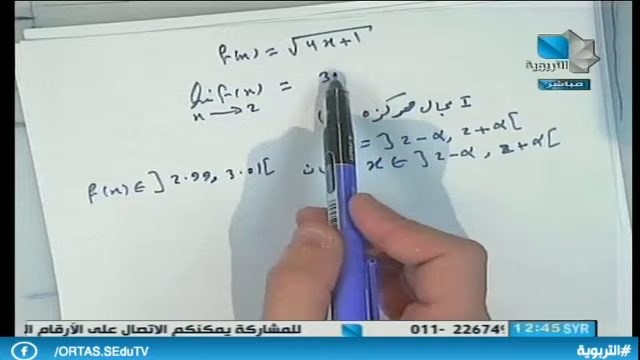 التربوية
مباشر
f(x) = √4x+1
lim f(x) = 3
x → 2
I مجال مركزه
= ]2-α, 2+α[
x ∈ ]2-α, 2+α[
f(x) ∈ ]2.99, 3.01[
للمشاركة يمكنكم الاتصال على الأرقام ال
011- 226749
12:45 SYR
f /ORTAS.SEduTV
#التربوية